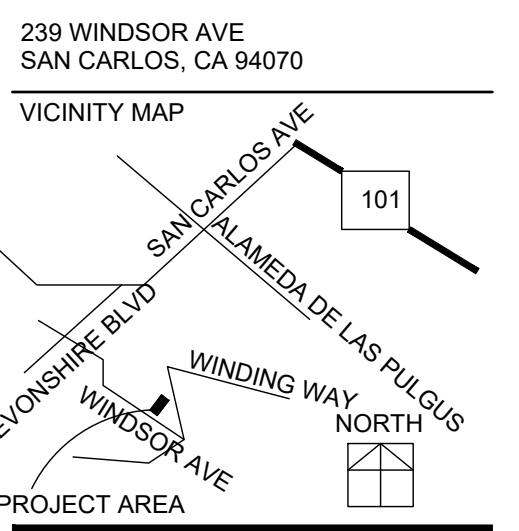 239 WINDSOR AVE
SAN CARLOS, CA 94070
VICINITY MAP
SAN CARLOS AVE
101
ALAMEDA DE LAS PULGUS
EVONSHIRE BLVD
WINDING WAY
WINDSOR AVE
NORTH
PROJECT AREA